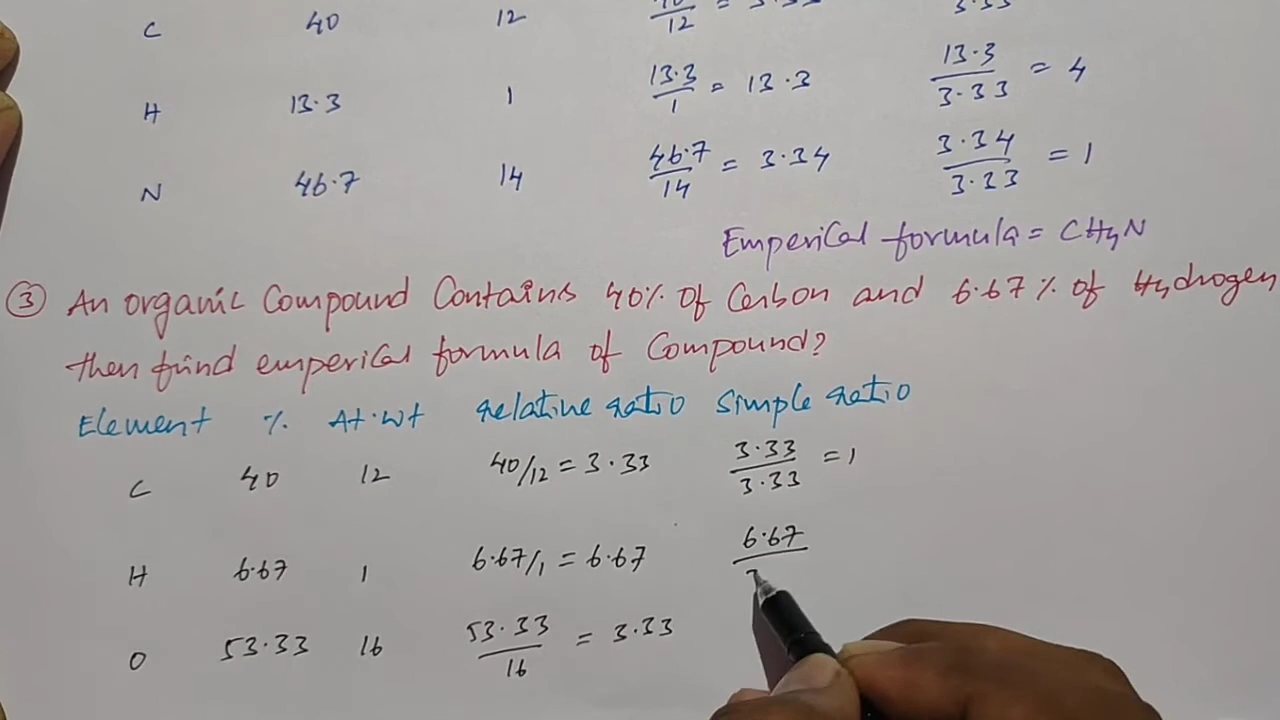 C 40 12 40/12 = 3.33 3.33
H 13.3 1 13.3/1 = 13.3 13.3/3.33 = 4
N 46.7 14 46.7/14 = 3.34 3.34/3.33 = 1
Emperical formula = CH4N
③ An organic Compound Contains 40% Of Carbon and 6.67% of Hydrogen
then find emperical formula of Compound?
Element % At.wt relative ratio simple ratio
C 40 12 40/12 = 3.33 3.33/3.33 = 1
H 6.67 1 6.67/1 = 6.67 6.67/
O 53.33 16 53.33/16 = 3.33